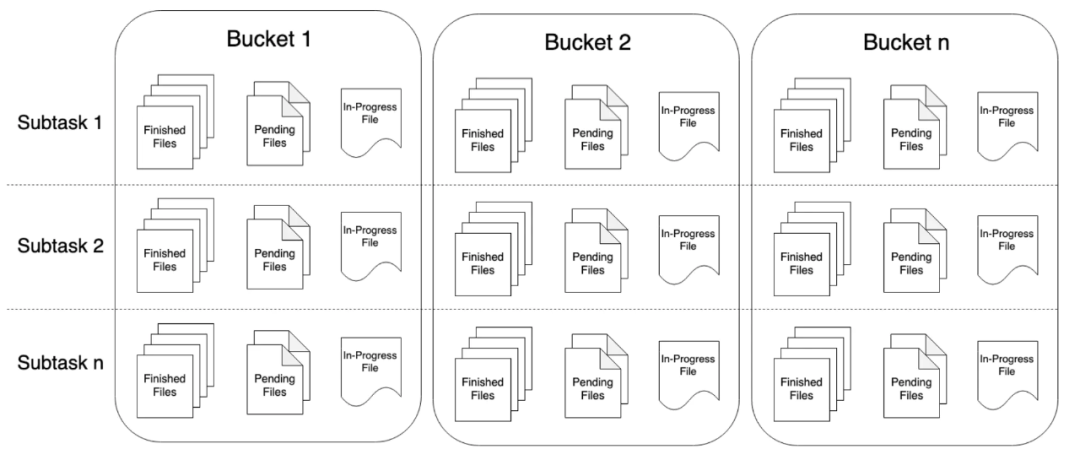 Bucket 1
Bucket 2
Bucket n
Subtask 1
Finished
Files
Pending
Files
In-Progress
File
Finished
Files
Pending
Files
In-Progress
File
Finished
Files
Pending
Files
In-Progress
File
Subtask 2
Finished
Files
Pending
Files
In-Progress
File
Finished
Files
Pending
Files
In-Progress
File
Finished
Files
Pending
Files
In-Progress
File
Subtask n
Finished
Files
Pending
Files
In-Progress
File
Finished
Files
Pending
Files
In-Progress
File
Finished
Files
Pending
Files
In-Progress
File